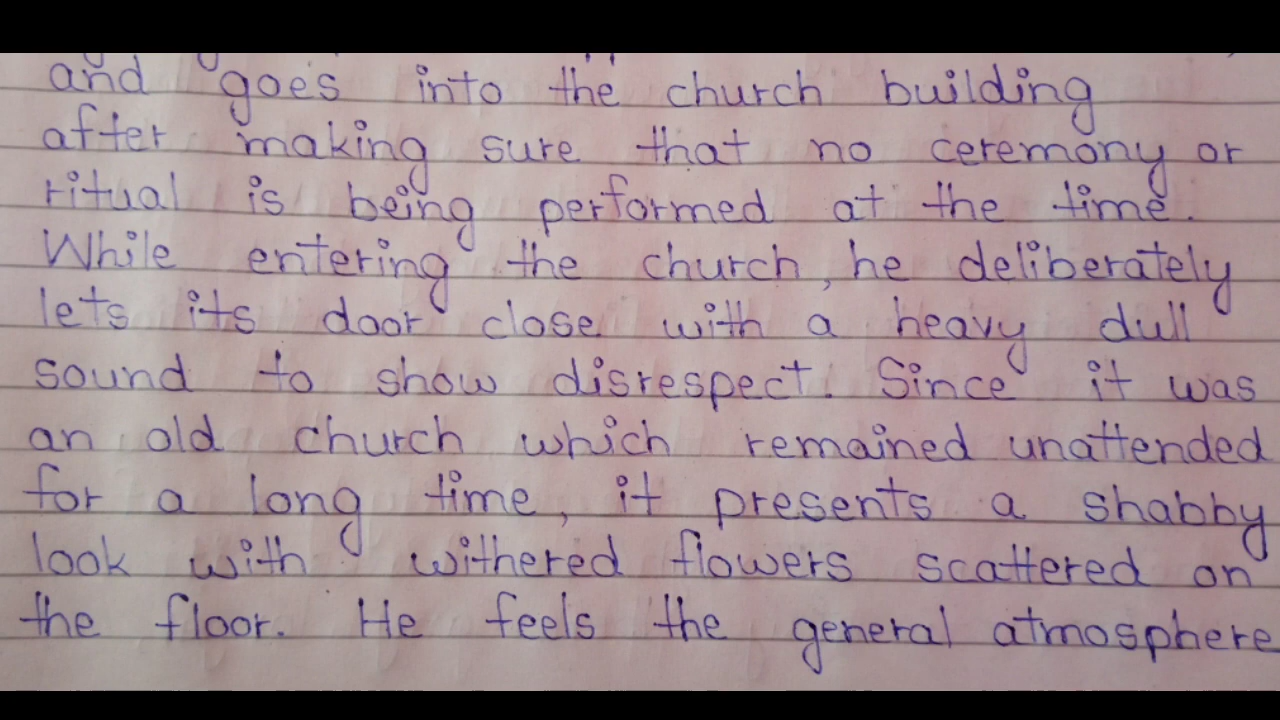 and goes into the church building
after making sure that no ceremony or
ritual is being performed at the time.
While entering the church, he deliberately
lets its door close with a heavy dull
sound to show disrespect. Since it was
an old church which remained unattended
for a long time, it presents a shabby
look with withered flowers scattered on
the floor. He feels the general atmosphere